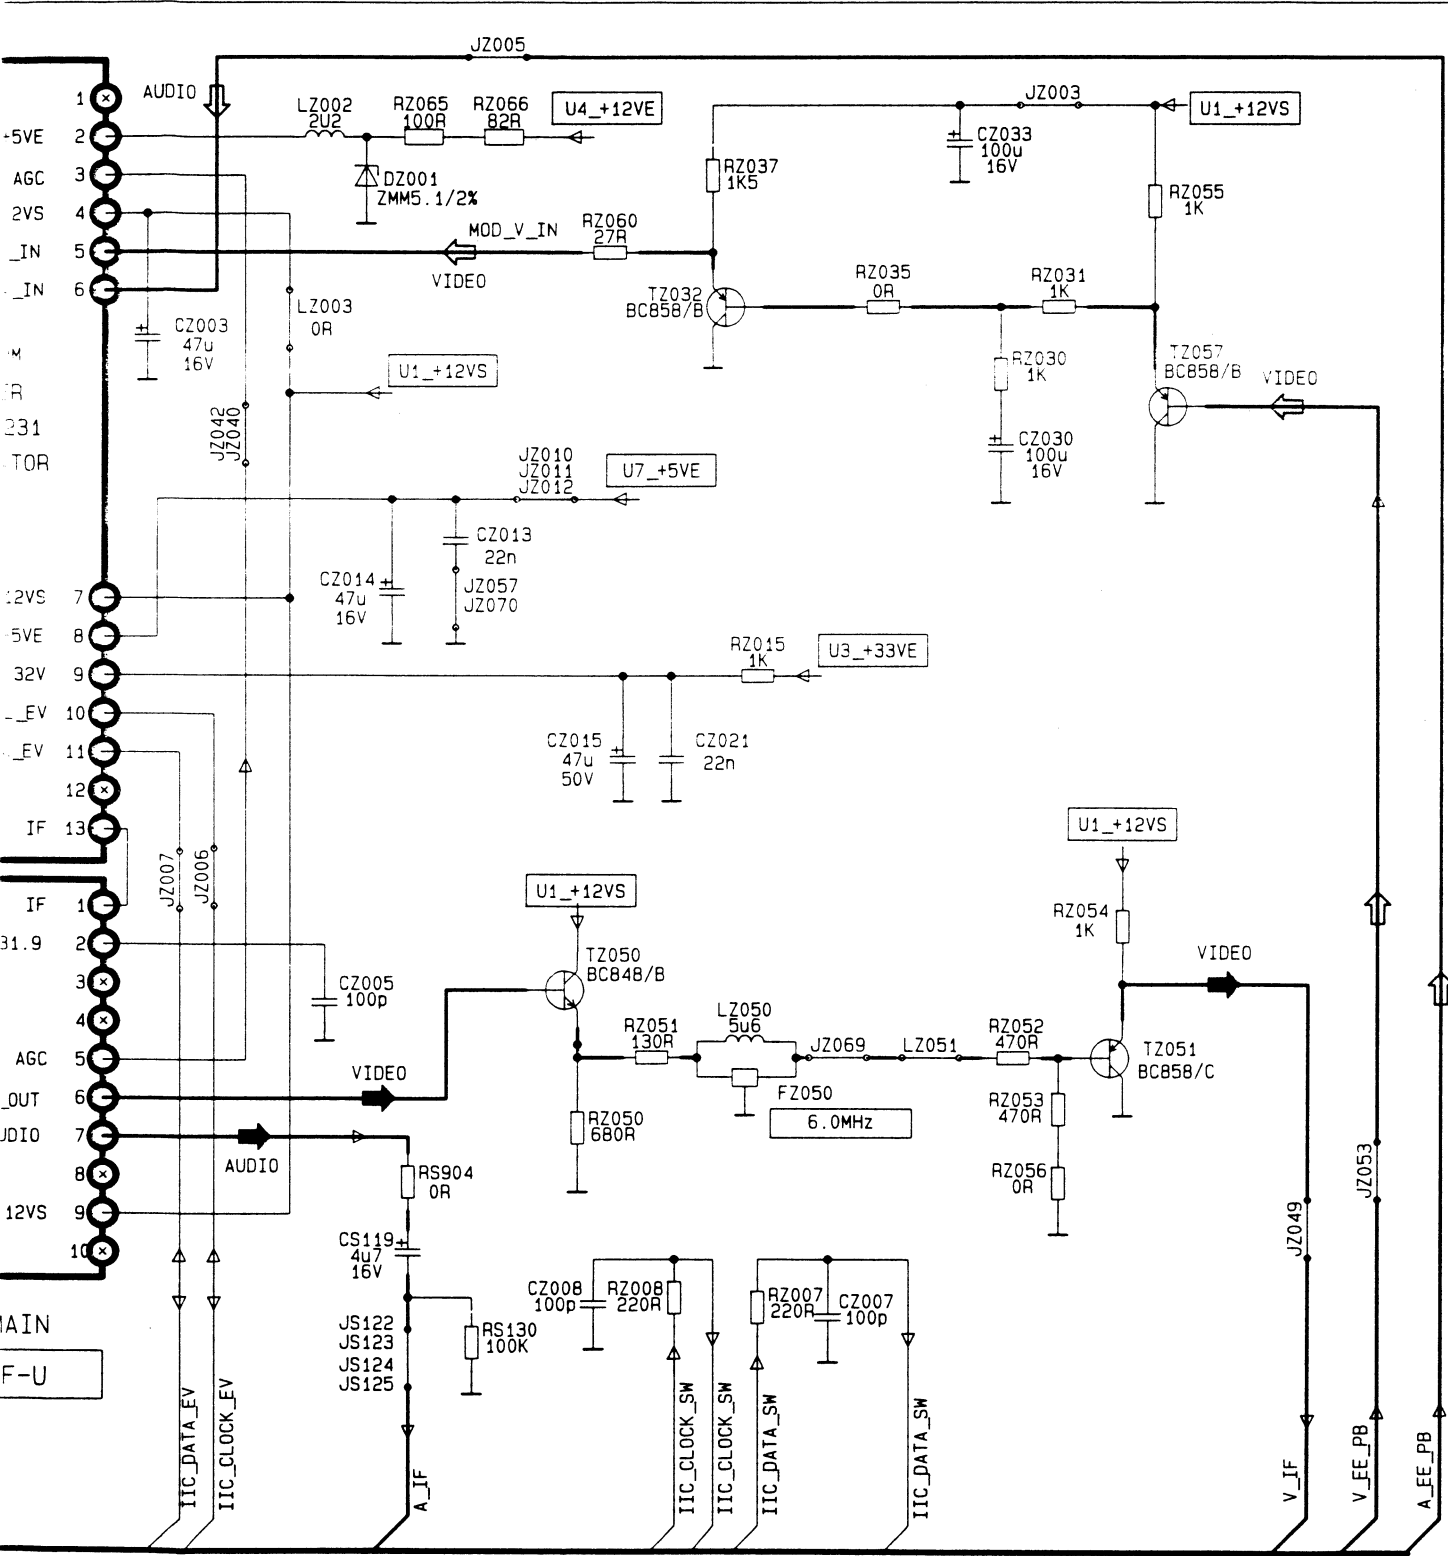 JZ005
1
AUDIO
LZ002
2U2
RZ065
100R
RZ066
82R
U4_+12VE
JZ003
U1_+12VS
+5VE 2
CZ033
100u
16V
AGC 3
DZ001
ZMM5.1/2%
RZ037
1K5
RZ055
1K
2VS 4
MOD_V_IN
RZ060
27R
_IN 5
VIDEO
_IN 6
TZ032
BC858/B
RZ035
0R
RZ031
1K
LZ003
0R
CZ003
47u
16V
RZ030
1K
TZ057
BC858/B
VIDEO
U1_+12VS
M
R
231
TOR
JZ042
JZ040
CZ030
100u
16V
JZ010
JZ011
JZ012
U7_+5VE
CZ013
22n
CZ014
47u
16V
JZ057
JZ070
12VS 7
5VE 8
RZ015
1K
U3_+33VE
32V 9
_EV 10
_EV 11
CZ015
47u
50V
CZ021
22n
12
IF 13
U1_+12VS
JZ007
JZ006
U1_+12VS
IF 1
RZ054
1K
31.9 2
TZ050
BC848/B
VIDEO
3
CZ005
100p
4
LZ050
5u6
RZ051
130R
JZ069
LZ051
RZ052
470R
TZ051
BC858/C
AGC 5
VIDEO
FZ050
6.0MHz
RZ053
470R
_OUT 6
RZ050
680R
UDIO 7
AUDIO
RS904
0R
8
RZ056
0R
JZ053
12VS 9
JZ049
10
CS119
4u7
16V
CZ008
100p
RZ008
220R
RZ007
220R
CZ007
100p
MAIN
F-U
JS122
JS123
JS124
JS125
RS130
100K
IIC_DATA_EV
IIC_CLOCK_EV
A_IF
IIC_CLOCK_SW
IIC_CLOCK_SW
IIC_DATA_SW
IIC_DATA_SW
V_IF
V_EE_PB
A_EE_PB